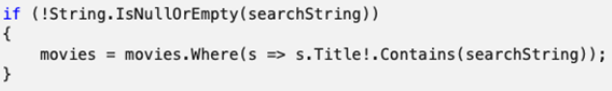 if (!String.IsNullOrEmpty(searchString))
{
    movies = movies.Where(s => s.Title!.Contains(searchString));
}